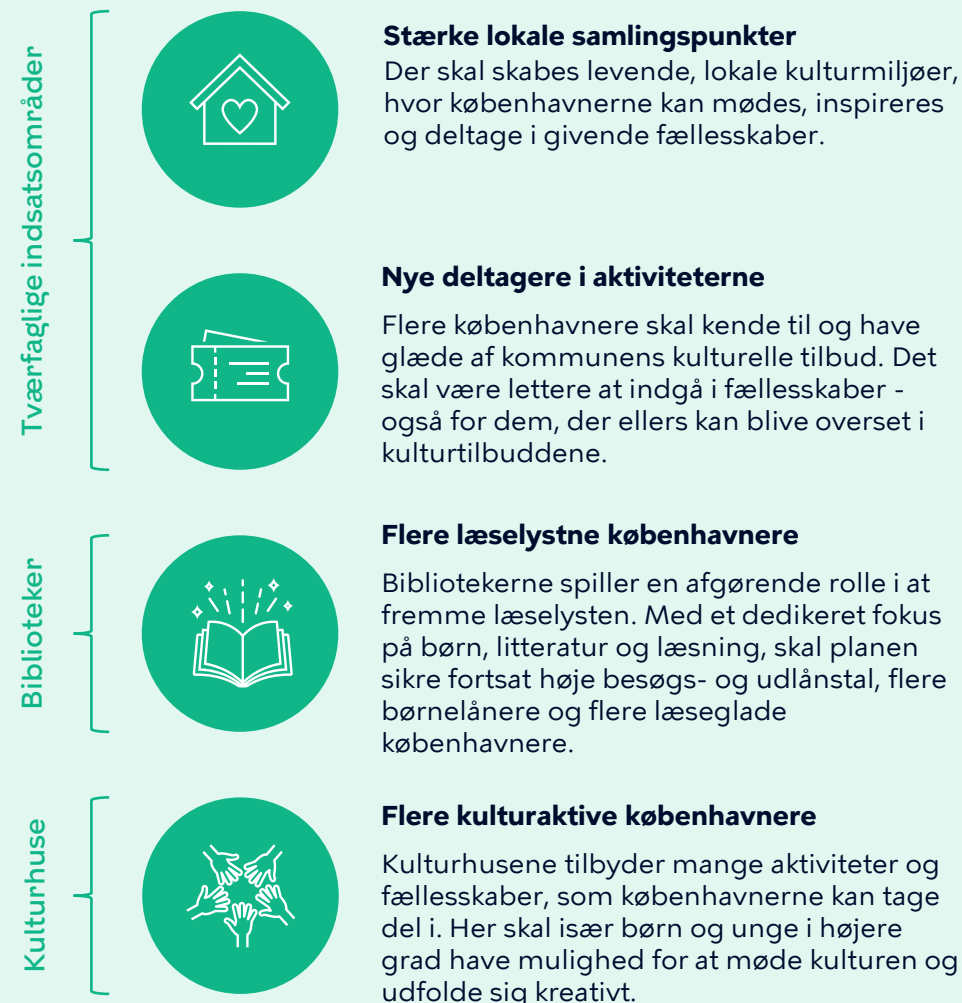 Tværfaglige indsatsområder
Stærke lokale samlingspunkter
Der skal skabes levende, lokale kulturmiljøer,
hvor københavnerne kan mødes, inspireres
og deltage i givende fællesskaber.
Nye deltagere i aktiviteterne
Flere københavnere skal kende til og have
glæde af kommunens kulturelle tilbud. Det
skal være lettere at indgå i fællesskaber -
også for dem, der ellers kan blive overset i
kulturtilbuddene.
Biblioteker
Flere læselystne københavnere
Bibliotekerne spiller en afgørende rolle i at
fremme læselysten. Med et dedikeret fokus
på børn, litteratur og læsning, skal planen
sikre fortsat høje besøgs- og udlånstal, flere
børnelånere og flere læseglade
københavnere.
Kulturhuse
Flere kulturaktive københavnere
Kulturhusene tilbyder mange aktiviteter og
fællesskaber, som københavnerne kan tage
del i. Her skal især børn og unge i højere
grad have mulighed for at møde kulturen og
udfolde sig kreativt.